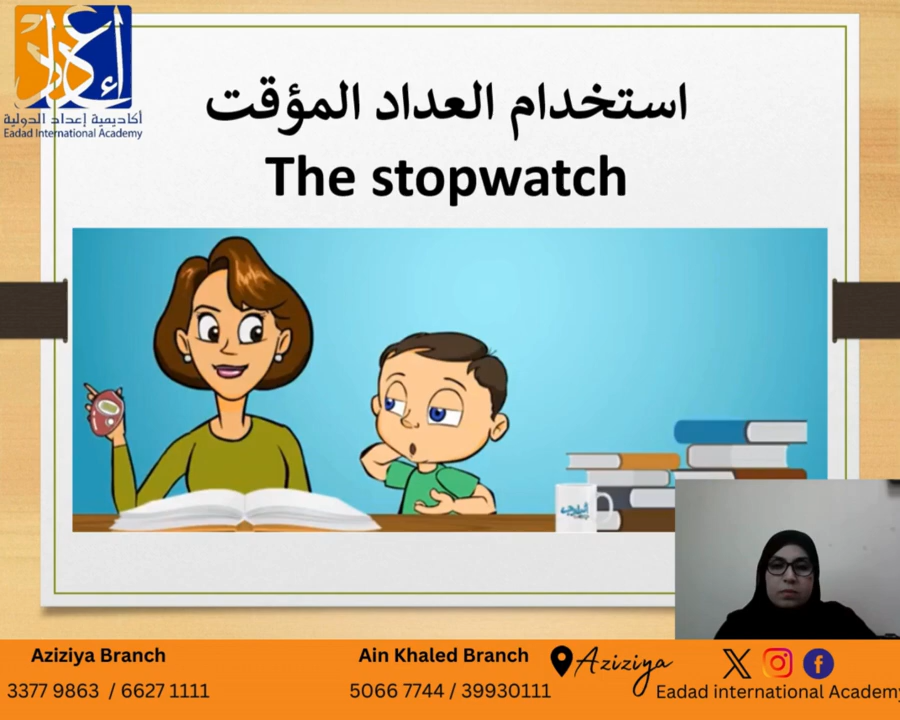 إعداد
أكاديمية إعداد الدولية
Eadad International Academy
استخدام العداد المؤقت
The stopwatch
Aziziya Branch
3377 9863 / 6627 1111
Ain Khaled Branch
5066 7744 / 39930111
Aziziya
Eadad international Academy